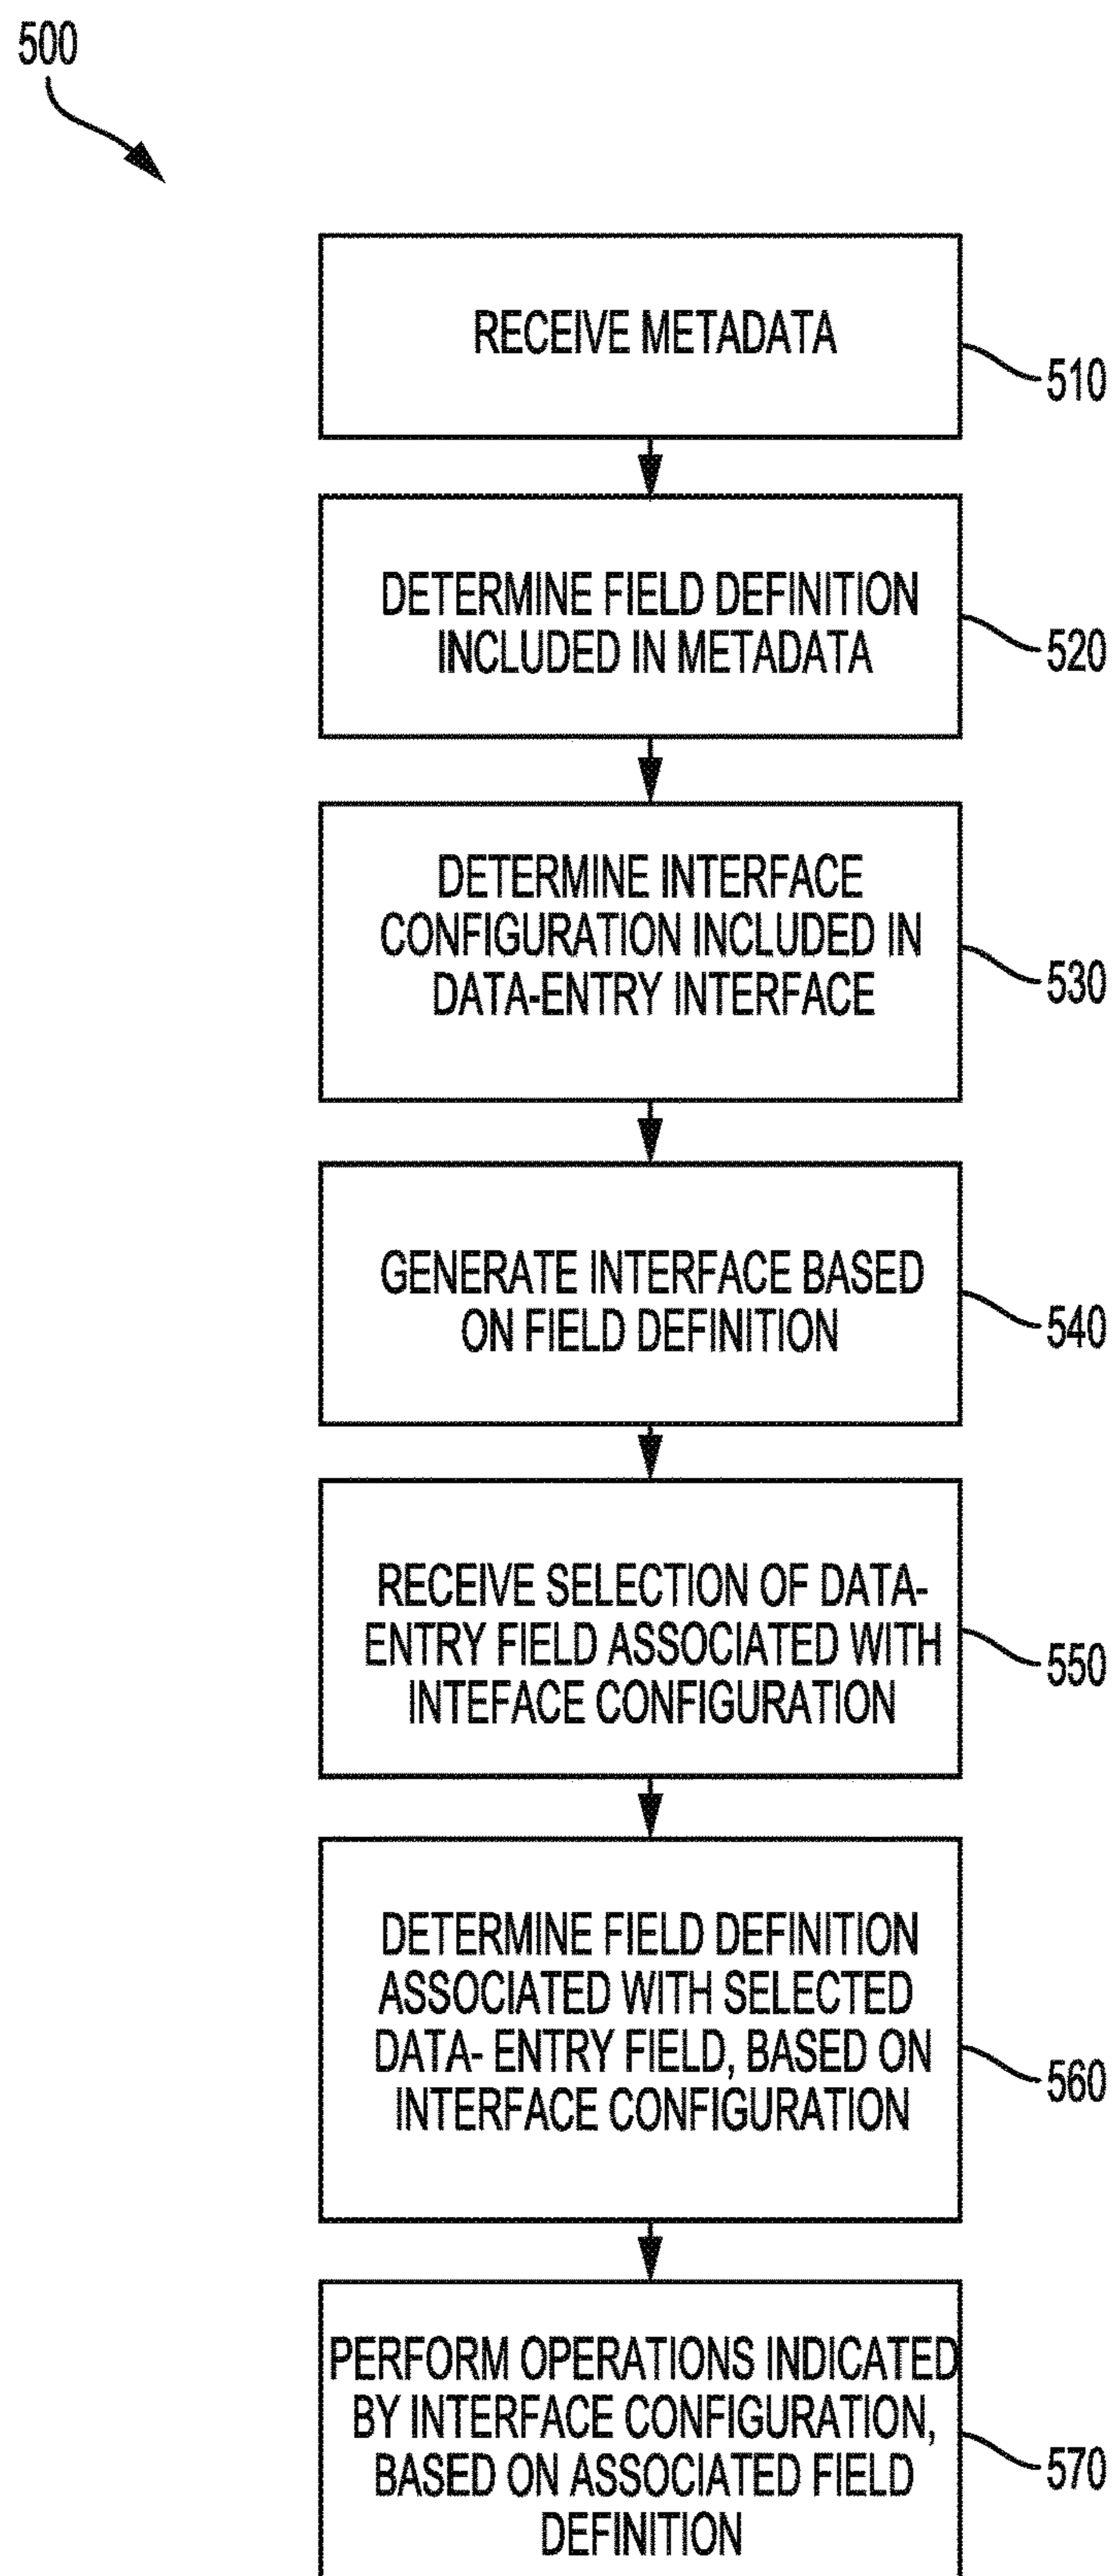 500
RECEIVE METADATA
510
DETERMINE FIELD DEFINITION
INCLUDED IN METADATA
520
DETERMINE INTERFACE
CONFIGURATION INCLUDED IN
DATA-ENTRY INTERFACE
530
GENERATE INTERFACE BASED
ON FIELD DEFINITION
540
RECEIVE SELECTION OF DATA-
ENTRY FIELD ASSOCIATED WITH
INTEFACE CONFIGURATION
550
DETERMINE FIELD DEFINITION
ASSOCIATED WITH SELECTED
DATA- ENTRY FIELD, BASED ON
INTERFACE CONFIGURATION
560
PERFORM OPERATIONS INDICATED
BY INTERFACE CONFIGURATION,
BASED ON ASSOCIATED FIELD
DEFINITION
570